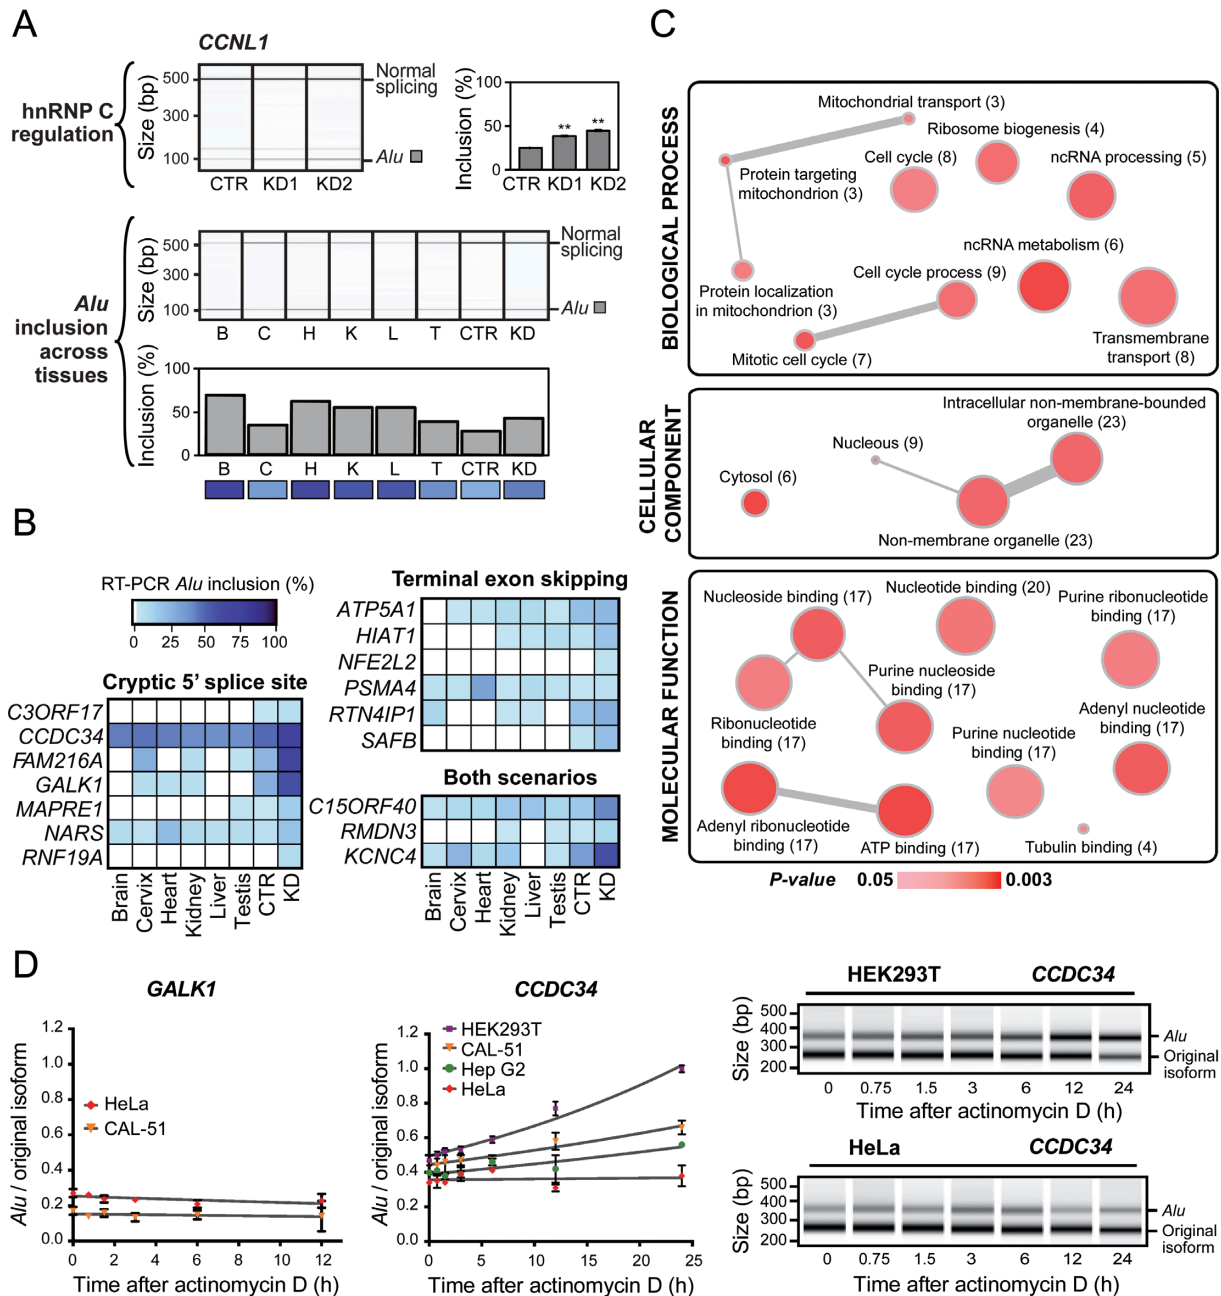 A
CCNL1
hnRNP C
regulation
Size (bp)
500
300
100
Normal
splicing
Alu
CTR KD1 KD2
Inclusion (%)
100
50
0
** **
CTR KD1 KD2
Alu
inclusion
across
tissues
Size (bp)
500
300
100
Normal
splicing
Alu
B C H K L T CTR KD
Inclusion (%)
100
50
0
B C H K L T CTR KD
B
RT-PCR Alu inclusion (%)
0 25 50 75 100
Cryptic 5’ splice site
C3ORF17
CCDC34
FAM216A
GALK1
MAPRE1
NARS
RNF19A
Brain Cervix Heart Kidney Liver Testis CTR KD
Terminal exon skipping
ATP5A1
HIAT1
NFE2L2
PSMA4
RTN4IP1
SAFB
Both scenarios
C15ORF40
RMDN3
KCNC4
Brain Cervix Heart Kidney Liver Testis CTR KD
C
BIOLOGICAL PROCESS
Mitochondrial transport (3)
Ribosome biogenesis (4)
Cell cycle (8)
ncRNA processing (5)
Protein targeting
mitochondrion (3)
ncRNA metabolism (6)
Cell cycle process (9)
Protein localization
in mitochondrion (3)
Mitotic cell cycle (7)
Transmembrane
transport (8)
CELLULAR
COMPONENT
Intracellular non-membrane-bounded
organelle (23)
Nucleous (9)
Cytosol (6)
Non-membrane organelle (23)
MOLECULAR FUNCTION
Nucleoside binding (17)
Nucleotide binding (20)
Purine ribonucleotide
binding (17)
Purine nucleoside
binding (17)
Ribonucleotide
binding (17)
Purine nucleotide
binding (17)
Adenyl nucleotide
binding (17)
Adenyl ribonucleotide
binding (17)
ATP binding (17)
Tubulin binding (4)
P-value 0.05 0.003
D
GALK1
Alu / original isoform
1.2
1.0
0.8
0.6
0.4
0.2
0.0
HeLa
CAL-51
0 2 4 6 8 10 12
Time after actinomycin D (h)
CCDC34
Alu / original isoform
1.2
1.0
0.8
0.6
0.4
0.2
0.0
HEK293T
CAL-51
Hep G2
HeLa
0 5 10 15 20 25
Time after actinomycin D (h)
HEK293T CCDC34
Size (bp)
500
400
300
200
Alu
Original
isoform
0 0.75 1.5 3 6 12 24
Time after actinomycin D (h)
HeLa CCDC34
Size (bp)
500
400
300
200
Alu
Original
isoform
0 0.75 1.5 3 6 12 24
Time after actinomycin D (h)